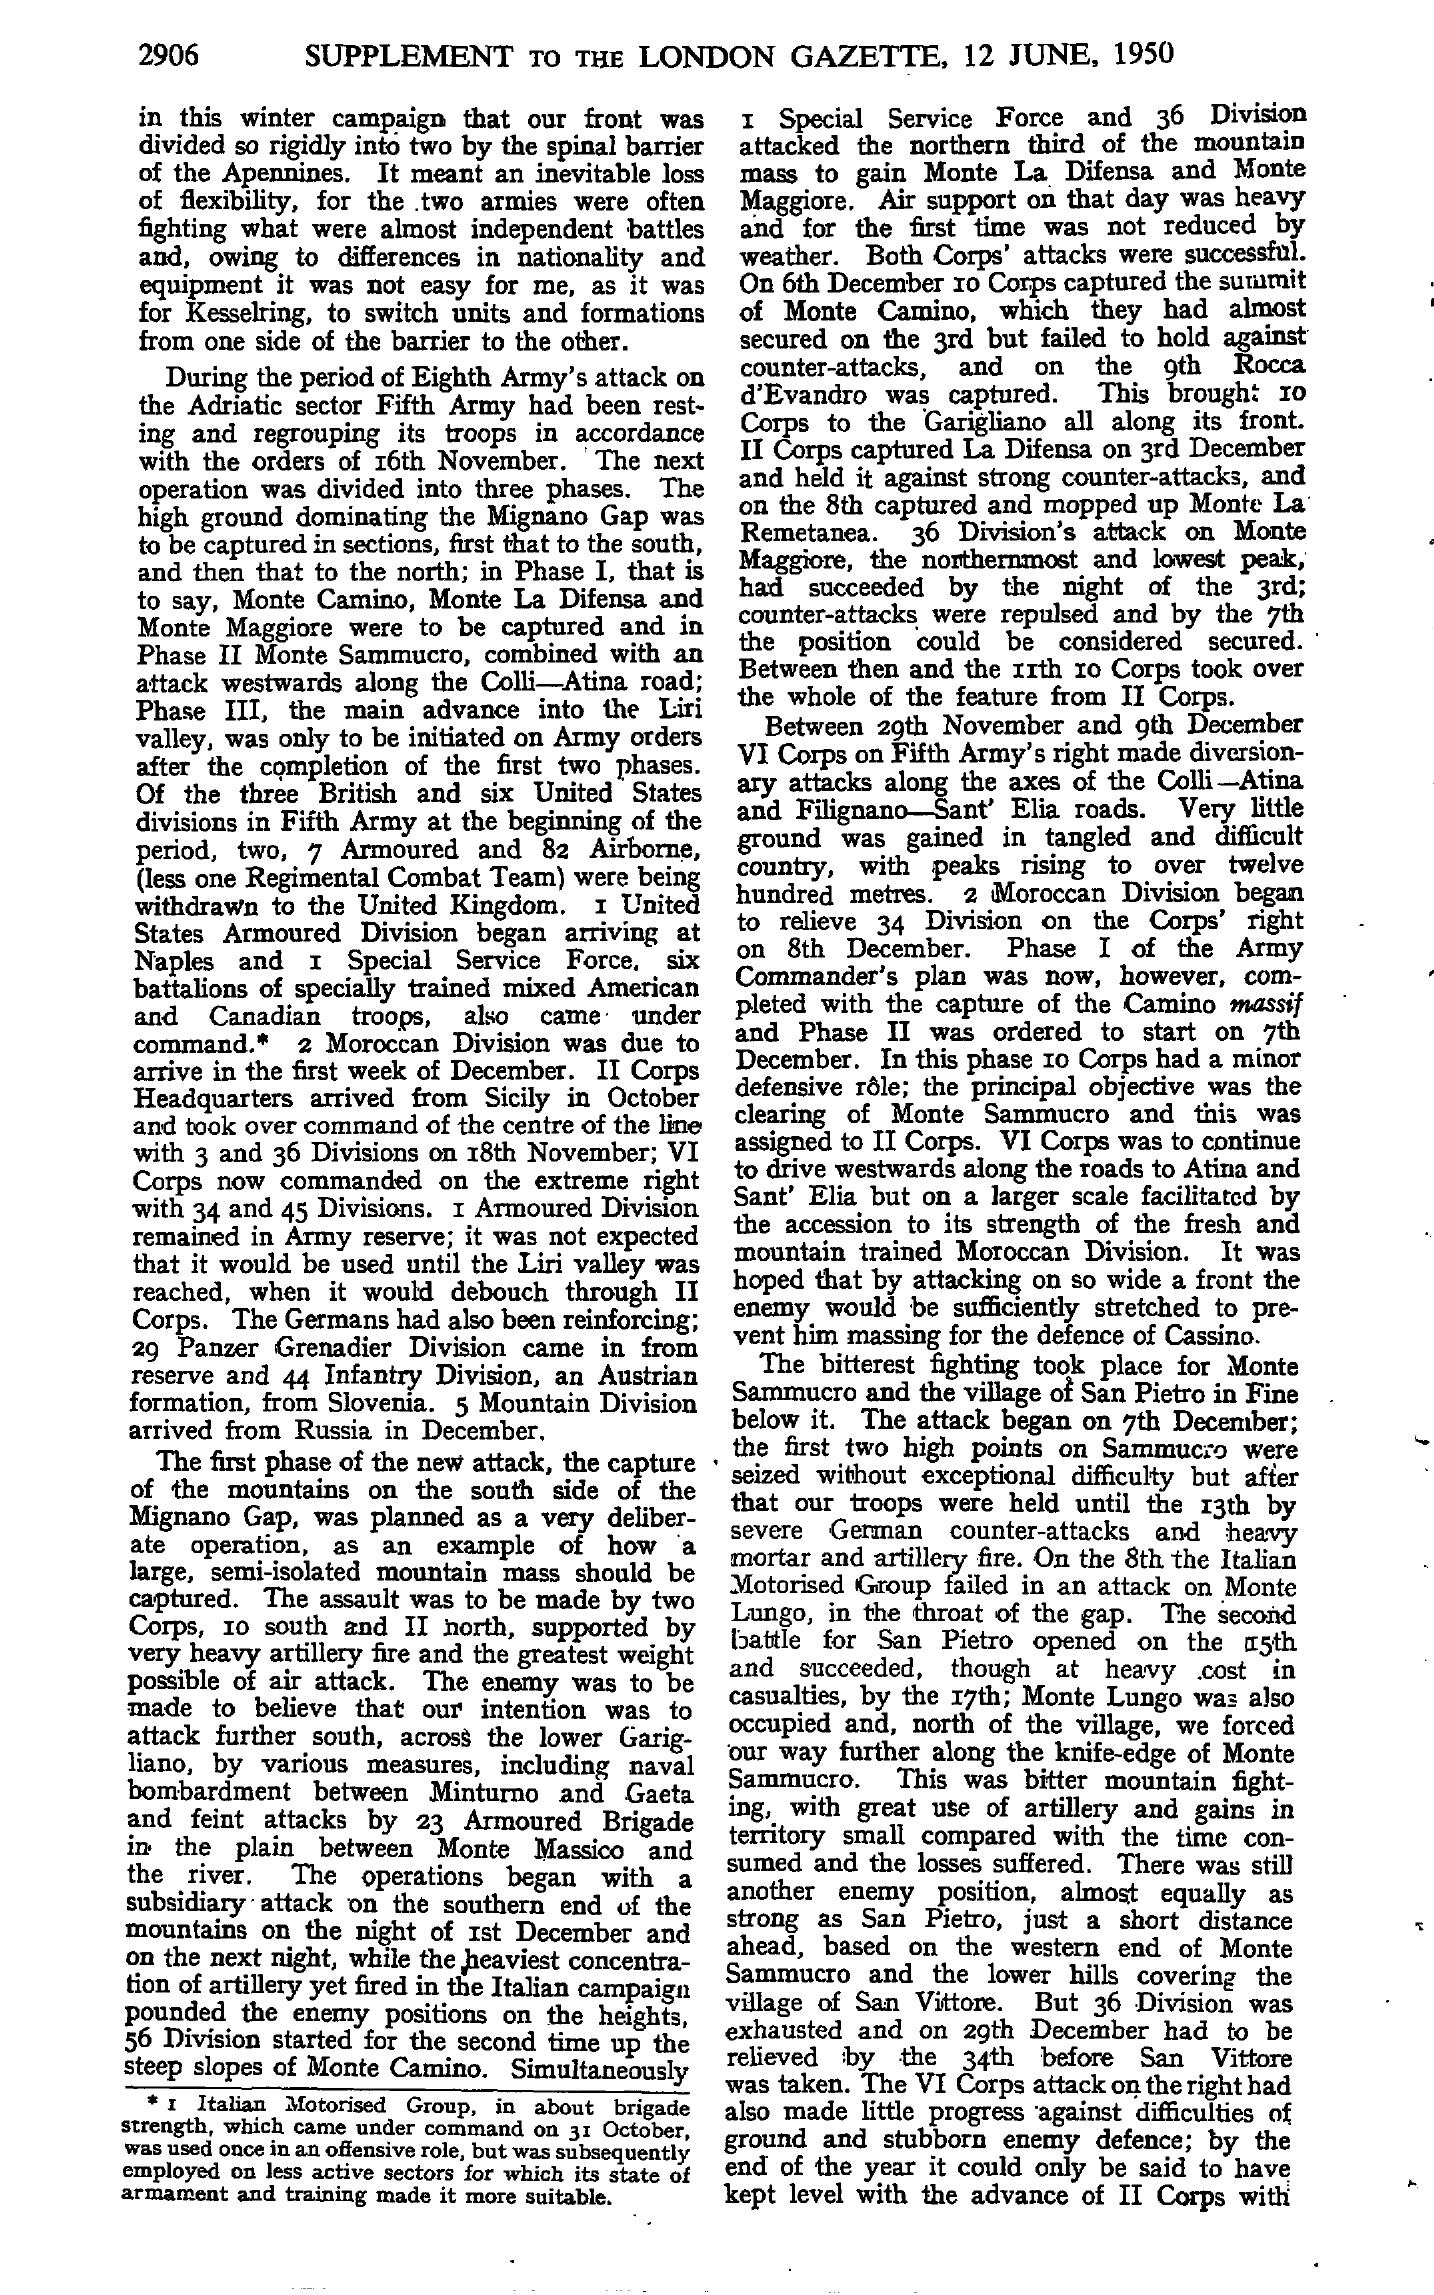 2906 SUPPLEMENT TO THE LONDON GAZETTE, 12 JUNE, 1950
in this winter campaign that our front was
divided so rigidly into two by the spinal barrier
of the Apennines. It meant an inevitable loss
of flexibility, for the two armies were often
fighting what were almost independent battles
and, owing to differences in nationality and
equipment it was not easy for me, as it was
for Kesselring, to switch units and formations
from one side of the barrier to the other.
During the period of Eighth Army's attack on
the Adriatic sector Fifth Army had been rest-
ing and regrouping its troops in accordance
with the orders of 16th November. The next
operation was divided into three phases. The
high ground dominating the Mignano Gap was
to be captured in sections, first that to the south,
and then that to the north; in Phase I, that is
to say, Monte Camino, Monte La Difensa and
Monte Maggiore were to be captured and in
Phase II Monte Sammucro, combined with an
attack westwards along the Colli—Atina road;
Phase III, the main advance into the Liri
valley, was only to be initiated on Army orders
after the completion of the first two phases.
Of the three British and six United States
divisions in Fifth Army at the beginning of the
period, two, 7 Armoured and 82 Airborne,
(less one Regimental Combat Team) were being
withdrawn to the United Kingdom. 1 United
States Armoured Division began arriving at
Naples and 1 Special Service Force, six
battalions of specially trained mixed American
and Canadian troops, also came under
command.* 2 Moroccan Division was due to
arrive in the first week of December. II Corps
Headquarters arrived from Sicily in October
and took over command of the centre of the line
with 3 and 36 Divisions on 18th November; VI
Corps now commanded on the extreme right
with 34 and 45 Divisions. 1 Armoured Division
remained in Army reserve; it was not expected
that it would be used until the Liri valley was
reached, when it would debouch through II
Corps. The Germans had also been reinforcing;
29 Panzer Grenadier Division came in from
reserve and 44 Infantry Division, an Austrian
formation, from Slovenia. 5 Mountain Division
arrived from Russia in December.
The first phase of the new attack, the capture
of the mountains on the south side of the
Mignano Gap, was planned as a very deliber-
ate operation, as an example of how a
large, semi-isolated mountain mass should be
captured. The assault was to be made by two
Corps, 10 south and II north, supported by
very heavy artillery fire and the greatest weight
possible of air attack. The enemy was to be
made to believe that our intention was to
attack further south, across the lower Garig-
liano, by various measures, including naval
bombardment between Minturno and Gaeta
and feint attacks by 23 Armoured Brigade
in the plain between Monte Massico and
the river. The operations began with a
subsidiary attack on the southern end of the
mountains on the night of 1st December and
on the next night, while the heaviest concentra-
tion of artillery yet fired in the Italian campaign
pounded the enemy positions on the heights,
56 Division started for the second time up the
steep slopes of Monte Camino. Simultaneously
* 1 Italian Motorised Group, in about brigade
strength, which came under command on 31 October,
was used once in an offensive role, but was subsequently
employed on less active sectors for which its state of
armament and training made it more suitable.
1 Special Service Force and 36 Division
attacked the northern third of the mountain
mass to gain Monte La Difensa and Monte
Maggiore. Air support on that day was heavy
and for the first time was not reduced by
weather. Both Corps' attacks were successful.
On 6th December 10 Corps captured the summit
of Monte Camino, which they had almost
secured on the 3rd but failed to hold against
counter-attacks, and on the 9th Rocca
d'Evandro was captured. This brought 10
Corps to the Garigliano all along its front.
II Corps captured La Difensa on 3rd December
and held it against strong counter-attacks, and
on the 8th captured and mopped up Monte La
Remetanea. 36 Division's attack on Monte
Maggiore, the northernmost and lowest peak,
had succeeded by the night of the 3rd;
counter-attacks were repulsed and by the 7th
the position could be considered secured.
Between then and the 11th 10 Corps took over
the whole of the feature from II Corps.
Between 29th November and 9th December
VI Corps on Fifth Army's right made diversion-
ary attacks along the axes of the Colli—Atina
and Filignano—Sant' Elia roads. Very little
ground was gained in tangled and difficult
country, with peaks rising to over twelve
hundred metres. 2 Moroccan Division began
to relieve 34 Division on the Corps' right
on 8th December. Phase I of the Army
Commander's plan was now, however, com-
pleted with the capture of the Camino massif
and Phase II was ordered to start on 7th
December. In this phase 10 Corps had a minor
defensive rôle; the principal objective was the
clearing of Monte Sammucro and this was
assigned to II Corps. VI Corps was to continue
to drive westwards along the roads to Atina and
Sant' Elia but on a larger scale facilitated by
the accession to its strength of the fresh and
mountain trained Moroccan Division. It was
hoped that by attacking on so wide a front the
enemy would be sufficiently stretched to pre-
vent him massing for the defence of Cassino.
The bitterest fighting took place for Monte
Sammucro and the village of San Pietro in Fine
below it. The attack began on 7th December;
the first two high points on Sammucro were
seized without exceptional difficulty but after
that our troops were held until the 13th by
severe German counter-attacks and heavy
mortar and artillery fire. On the 8th the Italian
Motorised Group failed in an attack on Monte
Lungo, in the throat of the gap. The second
battle for San Pietro opened on the 15th
and succeeded, though at heavy cost in
casualties, by the 17th; Monte Lungo was also
occupied and, north of the village, we forced
our way further along the knife-edge of Monte
Sammucro. This was bitter mountain fight-
ing, with great use of artillery and gains in
territory small compared with the time con-
sumed and the losses suffered. There was still
another enemy position, almost equally as
strong as San Pietro, just a short distance
ahead, based on the western end of Monte
Sammucro and the lower hills covering the
village of San Vittore. But 36 Division was
exhausted and on 29th December had to be
relieved by the 34th before San Vittore
was taken. The VI Corps attack on the right had
also made little progress against difficulties of
ground and stubborn enemy defence; by the
end of the year it could only be said to have
kept level with the advance of II Corps with